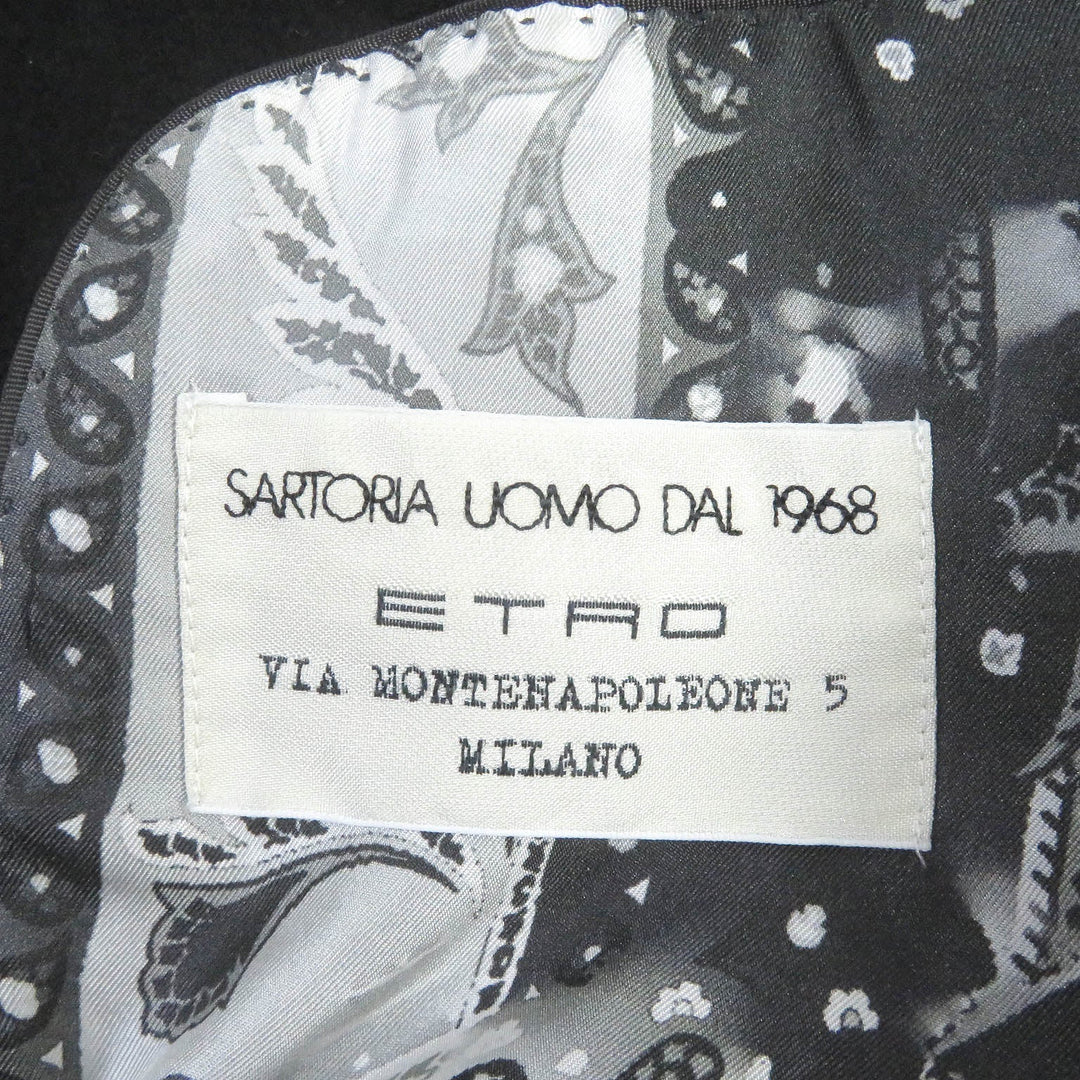 SARTORIA UOMO DAL 1968
ETRO
VIA MONTENAPOLEONE 5
MILANO